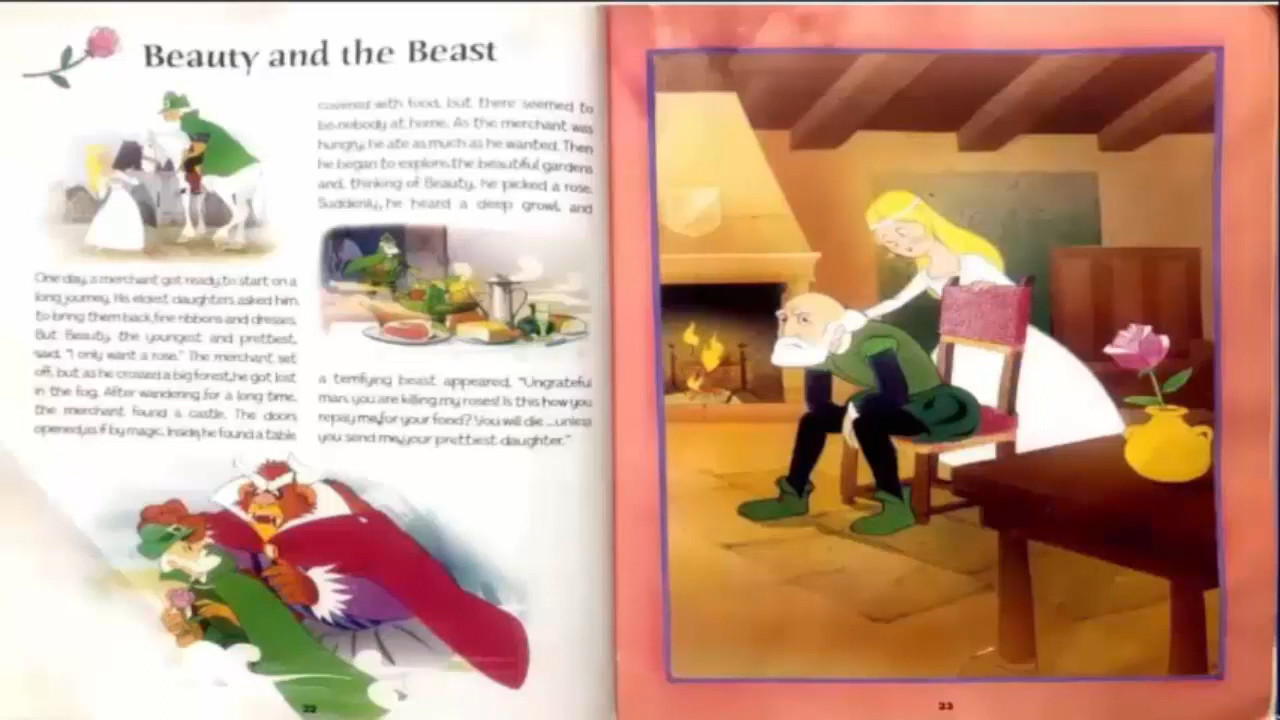 Beauty and the Beast
One day, a merchant got ready to start on a
long journey. His eldest daughters asked him
to bring them back fine ribbons and dresses.
But Beauty, the youngest and prettiest,
said, "I only want a rose." The merchant set
off, but as he crossed a big forest, he got lost
in the fog. After wandering for a long time,
the merchant found a castle. The doors
opened, as if by magic. Inside, he found a table
covered with food, but there seemed to
be nobody at home. As the merchant was
hungry, he ate as much as he wanted. Then
he began to explore the beautiful gardens
and, thinking of Beauty, he picked a rose.
Suddenly, he heard a deep growl, and
a terrifying beast appeared. "Ungrateful
man, you are killing my roses! Is this how you
repay me for your food? You will die ...unless
you send me your prettiest daughter."
22
23